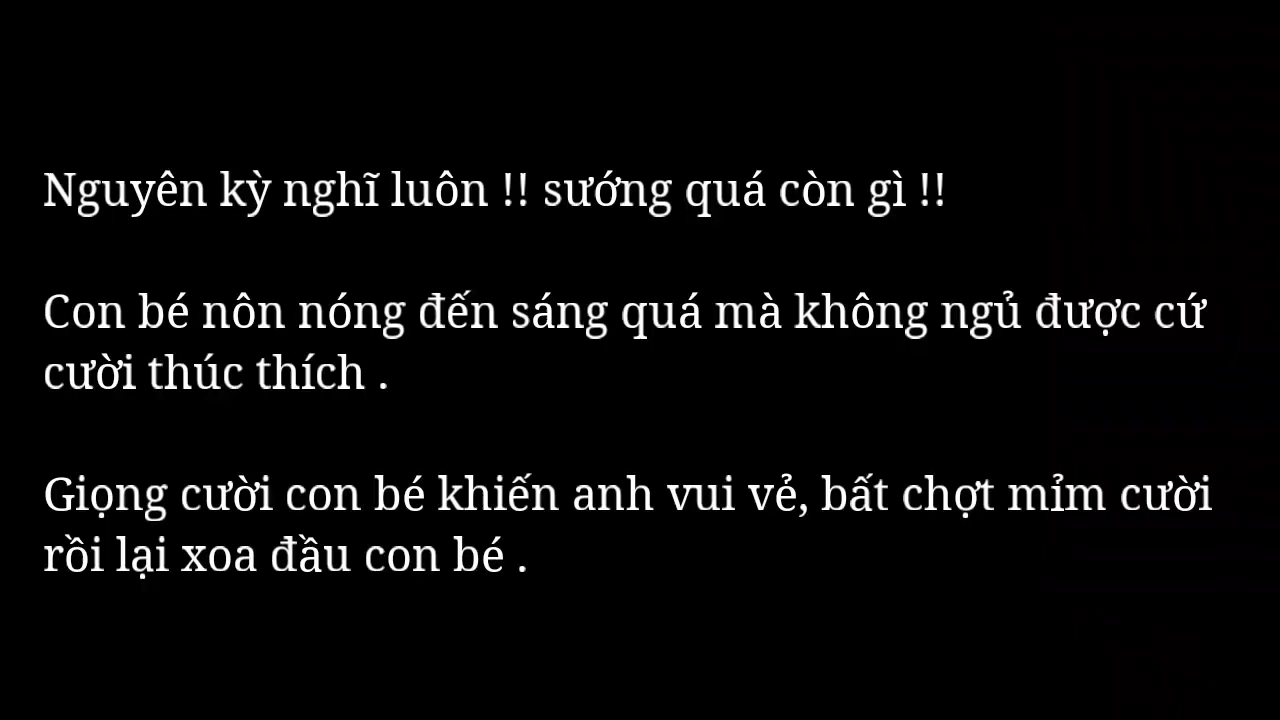 Nguyên kỳ nghĩ luôn !! sướng quá còn gì !!
Con bé nôn nóng đến sáng quá mà không ngủ được cứ
cười thúc thích .
Giọng cười con bé khiến anh vui vẻ, bất chợt mỉm cười
rồi lại xoa đầu con bé .